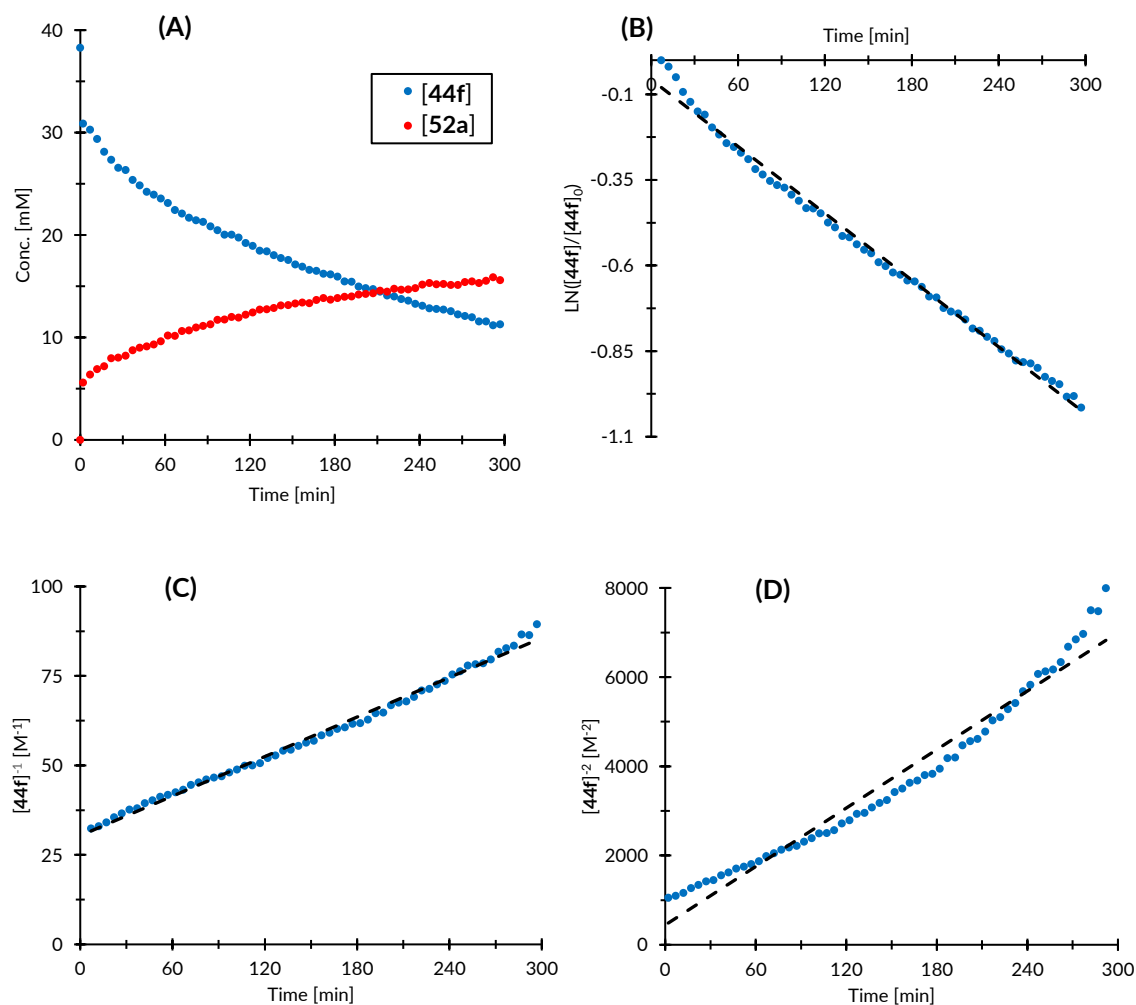 (A)
40
30
20
10
0
Conc. [mM]
[44f]
[52a]
0 60 120 180 240 300
Time [min]
(B)
Time [min]
0 60 120 180 240 300
-0.1
-0.35
-0.6
-0.85
-1.1
LN([44f]/[44f]0)
(C)
100
75
50
25
0
[44f]-1 [M-1]
0 60 120 180 240 300
Time [min]
(D)
8000
6000
4000
2000
0
[44f]-2 [M-2]
0 60 120 180 240 300
Time [min]